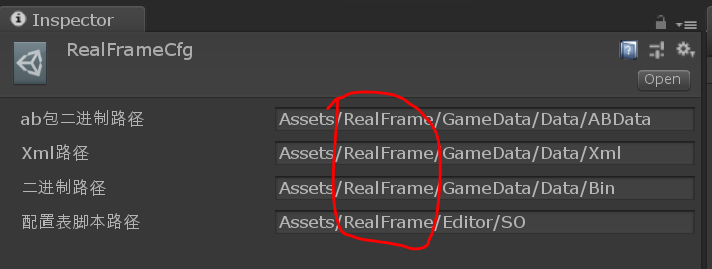 Inspector
RealFrameCfg
Open
ab包二进制路径 Assets/RealFrame/GameData/Data/ABData
Xml路径 Assets/RealFrame/GameData/Data/Xml
二进制路径 Assets/RealFrame/GameData/Data/Bin
配置表脚本路径 Assets/RealFrame/Editor/SO